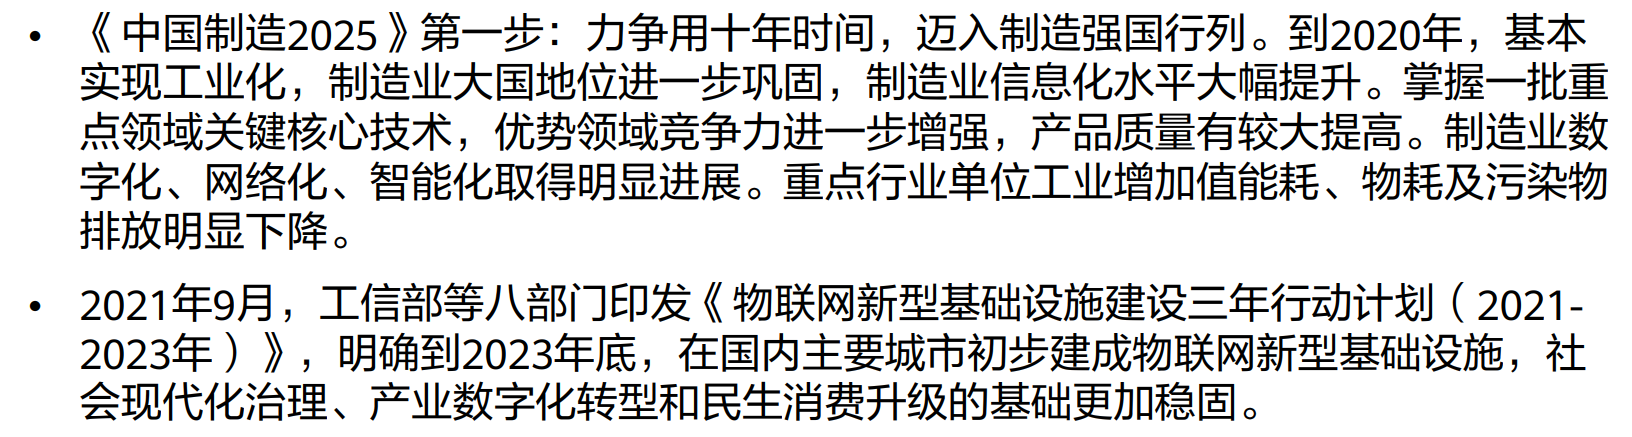 • 《中国制造2025》第一步：力争用十年时间，迈入制造强国行列。到2020年，基本
实现工业化，制造业大国地位进一步巩固，制造业信息化水平大幅提升。掌握一批重
点领域关键核心技术，优势领域竞争力进一步增强，产品质量有较大提高。制造业数
字化、网络化、智能化取得明显进展。重点行业单位工业增加值能耗、物耗及污染物
排放明显下降。
• 2021年9月，工信部等八部门印发《物联网新型基础设施建设三年行动计划（2021-
2023年）》，明确到2023年底，在国内主要城市初步建成物联网新型基础设施，社
会现代化治理、产业数字化转型和民生消费升级的基础更加稳固。